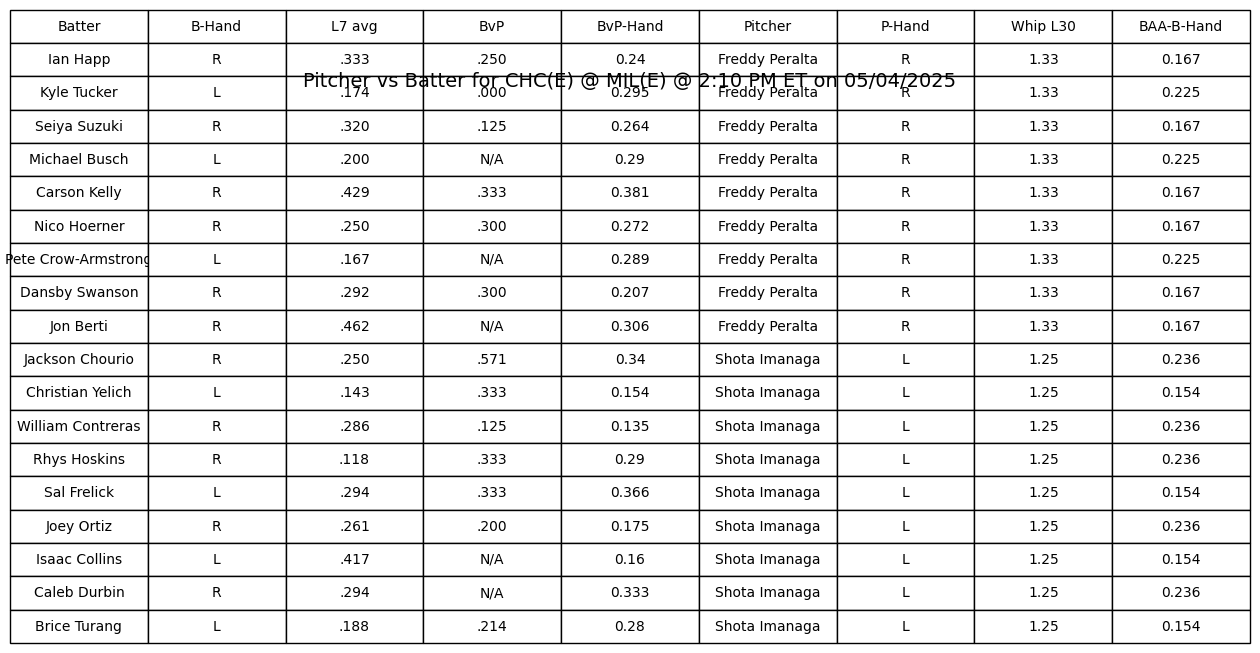 Batter B-Hand L7 avg BvP BvP-Hand Pitcher P-Hand Whip L30 BAA-B-Hand
Ian Happ R .333 .250 0.24 Freddy Peralta R 1.33 0.167
Pitcher vs Batter for CHC(E) @ MIL(E) @ 2:10 PM ET on 05/04/2025
Kyle Tucker L .174 .000 0.295 Freddy Peralta R 1.33 0.225
Seiya Suzuki R .320 .125 0.264 Freddy Peralta R 1.33 0.167
Michael Busch L .200 N/A 0.29 Freddy Peralta R 1.33 0.225
Carson Kelly R .429 .333 0.381 Freddy Peralta R 1.33 0.167
Nico Hoerner R .250 .300 0.272 Freddy Peralta R 1.33 0.167
Pete Crow-Armstrong L .167 N/A 0.289 Freddy Peralta R 1.33 0.225
Dansby Swanson R .292 .300 0.207 Freddy Peralta R 1.33 0.167
Jon Berti R .462 N/A 0.306 Freddy Peralta R 1.33 0.167
Jackson Chourio R .250 .571 0.34 Shota Imanaga L 1.25 0.236
Christian Yelich L .143 .333 0.154 Shota Imanaga L 1.25 0.154
William Contreras R .286 .125 0.135 Shota Imanaga L 1.25 0.236
Rhys Hoskins R .118 .333 0.29 Shota Imanaga L 1.25 0.236
Sal Frelick L .294 .333 0.366 Shota Imanaga L 1.25 0.154
Joey Ortiz R .261 .200 0.175 Shota Imanaga L 1.25 0.236
Isaac Collins L .417 N/A 0.16 Shota Imanaga L 1.25 0.154
Caleb Durbin R .294 N/A 0.333 Shota Imanaga L 1.25 0.236
Brice Turang L .188 .214 0.28 Shota Imanaga L 1.25 0.154